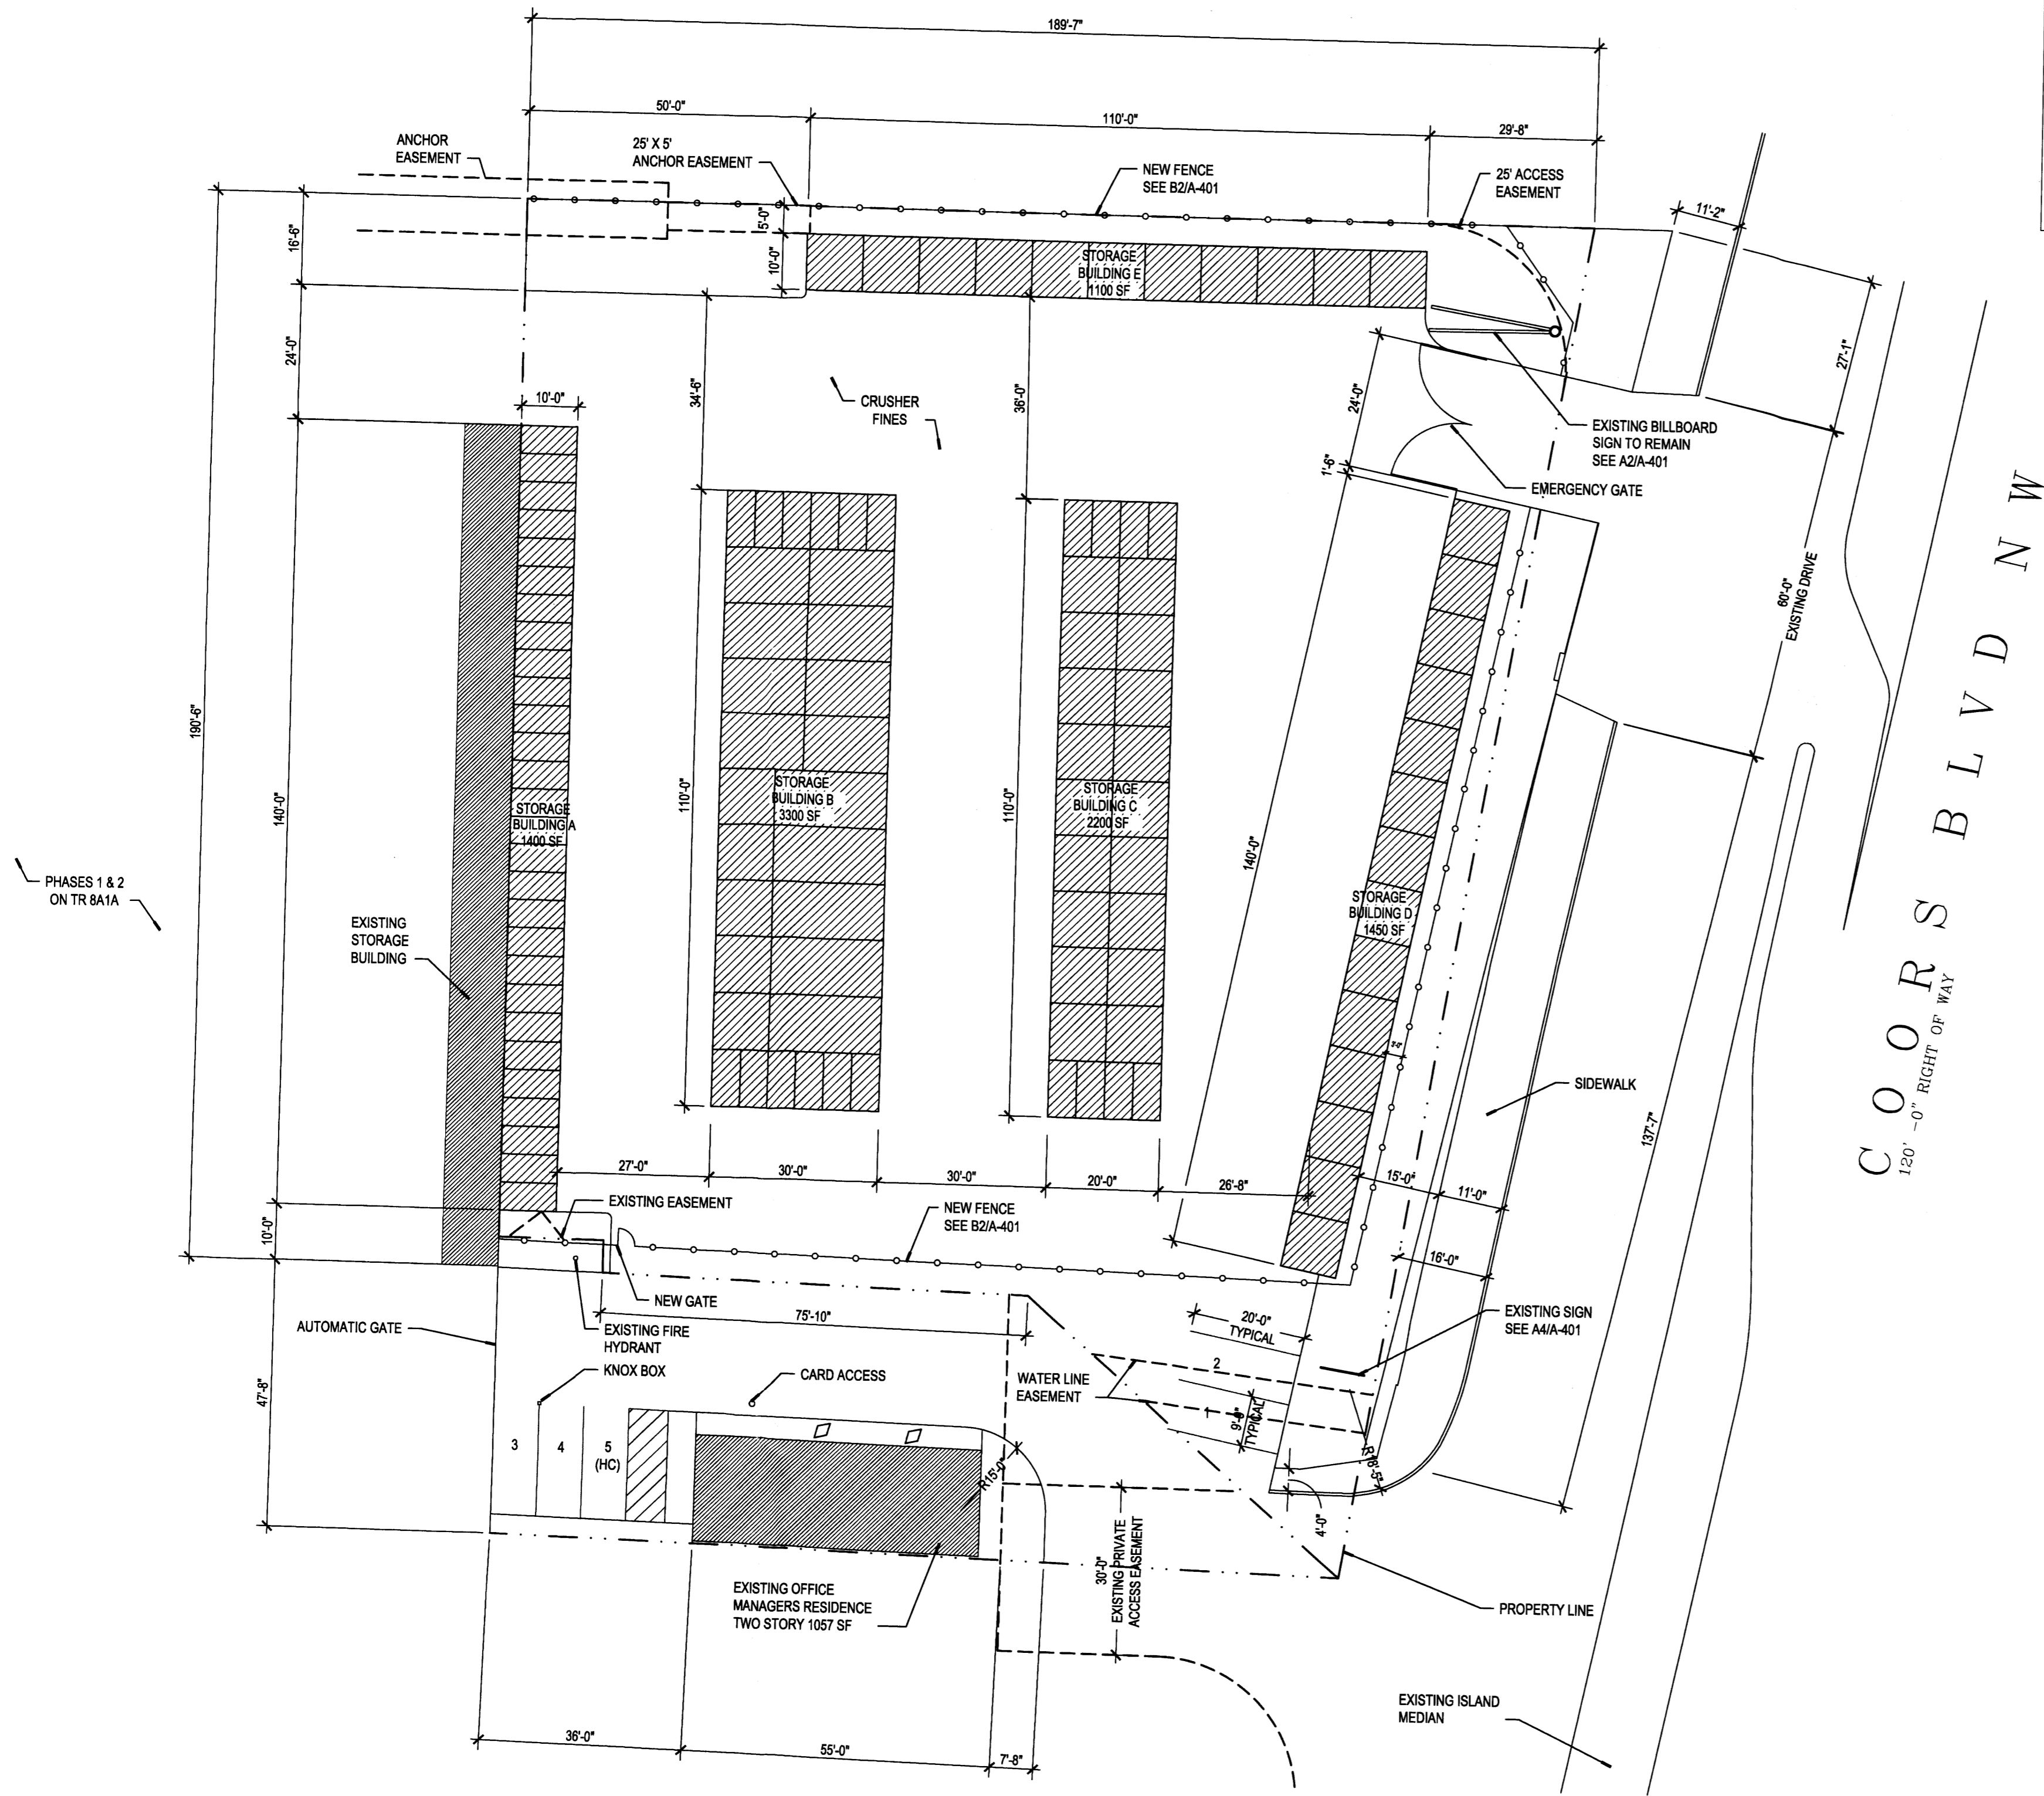 189'-7"
50'-0"
110'-0"
29'-8"
ANCHOR
EASEMENT
25' X 5'
ANCHOR EASEMENT
NEW FENCE
SEE B2/A-401
25' ACCESS
EASEMENT
11'-2"
16'-6"
5'-0"
10'-0"
STORAGE
BUILDING E
1100 SF
27'-1"
24'-0"
10'-0"
34'-6"
36'-0"
24'-0"
1'-6"
CRUSHER
FINES
EXISTING BILLBOARD
SIGN TO REMAIN
SEE A2/A-401
EMERGENCY GATE
60'-0"
EXISTING DRIVE
190'-6"
140'-0"
STORAGE
BUILDING A
1400 SF
110'-0"
STORAGE
BUILDING B
3300 SF
110'-0"
STORAGE
BUILDING C
2200 SF
140'-0"
STORAGE
BUILDING D
1450 SF
PHASES 1 & 2
ON TR 8A1A
EXISTING
STORAGE
BUILDING
COORS BLVD NW
120' -0" RIGHT OF WAY
SIDEWALK
137'-7"
27'-0"
30'-0"
30'-0"
20'-0"
26'-8"
15'-0"
11'-0"
10'-0"
EXISTING EASEMENT
NEW FENCE
SEE B2/A-401
16'-0"
NEW GATE
75'-10"
EXISTING FIRE
HYDRANT
AUTOMATIC GATE
KNOX BOX
CARD ACCESS
20'-0"
TYPICAL
EXISTING SIGN
SEE A4/A-401
WATER LINE
EASEMENT
2
1
9'-0"
TYPICAL
47'-8"
3
4
5
(HC)
R15'-0"
R18'-5"
4'-0"
30'-0"
EXISTING PRIVATE
ACCESS EASEMENT
EXISTING OFFICE
MANAGERS RESIDENCE
TWO STORY 1057 SF
PROPERTY LINE
EXISTING ISLAND
MEDIAN
36'-0"
55'-0"
7'-8"